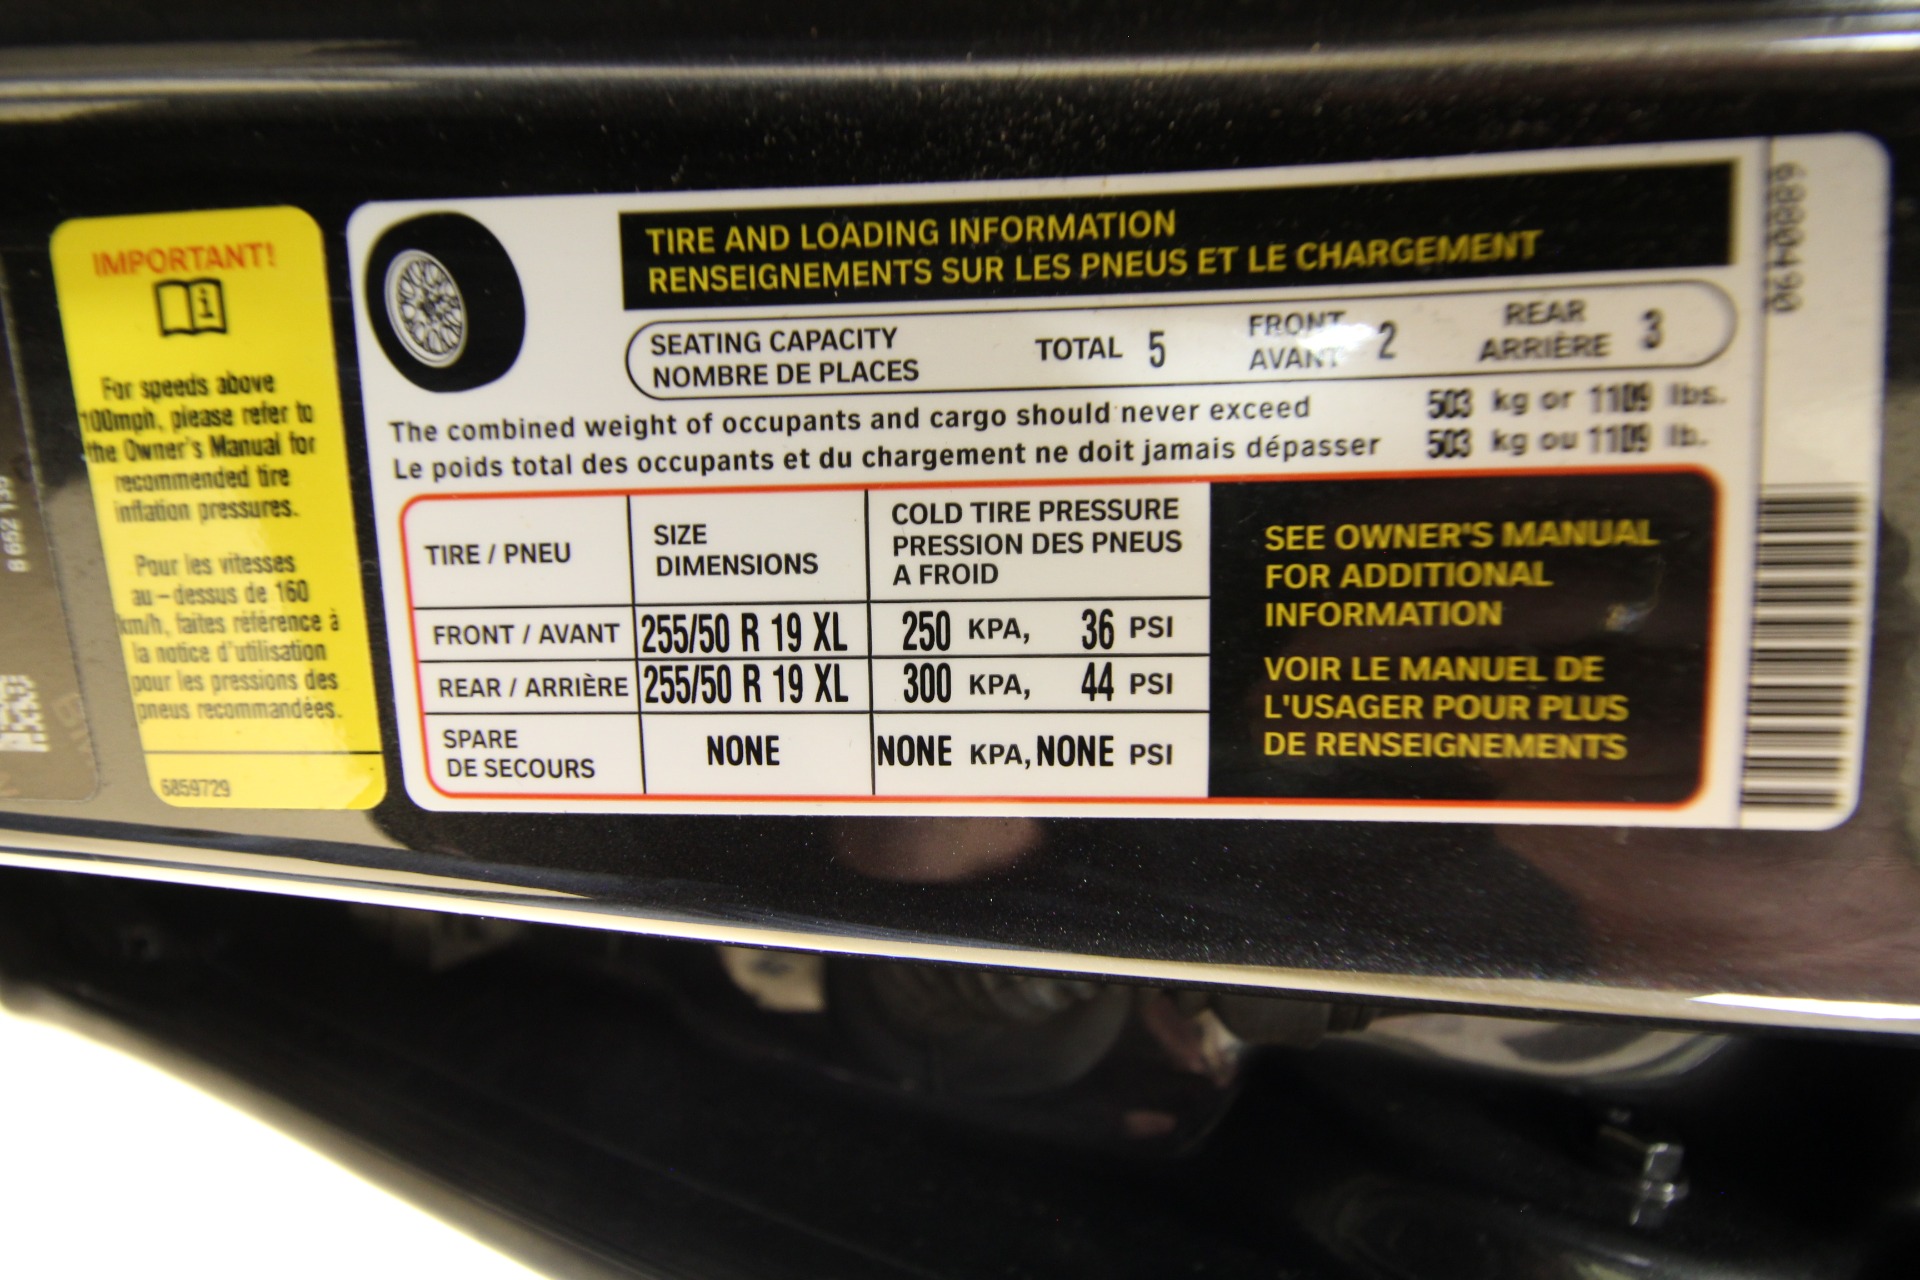 IMPORTANT!
For speeds above
100mph, please refer to
the Owner's Manual for
recommended tire
inflation pressures.
Pour les vitesses
au-dessus de 160
km/h, faites référence à
la notice d'utilisation
pour les pressions des
pneus recommandées.
6859729
TIRE AND LOADING INFORMATION
RENSEIGNEMENTS SUR LES PNEUS ET LE CHARGEMENT
SEATING CAPACITY
NOMBRE DE PLACES
TOTAL 5
FRONT
AVANT 2
REAR
ARRIÈRE 3
The combined weight of occupants and cargo should never exceed 503 kg or 1109 lbs.
Le poids total des occupants et du chargement ne doit jamais dépasser 503 kg ou 1109 lb.
TIRE / PNEU
SIZE
DIMENSIONS
COLD TIRE PRESSURE
PRESSION DES PNEUS
A FROID
FRONT / AVANT 255/50 R 19 XL 250 KPA, 36 PSI
REAR / ARRIÈRE 255/50 R 19 XL 300 KPA, 44 PSI
SPARE
DE SECOURS
NONE NONE KPA, NONE PSI
SEE OWNER'S MANUAL
FOR ADDITIONAL
INFORMATION
VOIR LE MANUEL DE
L'USAGER POUR PLUS
DE RENSEIGNEMENTS